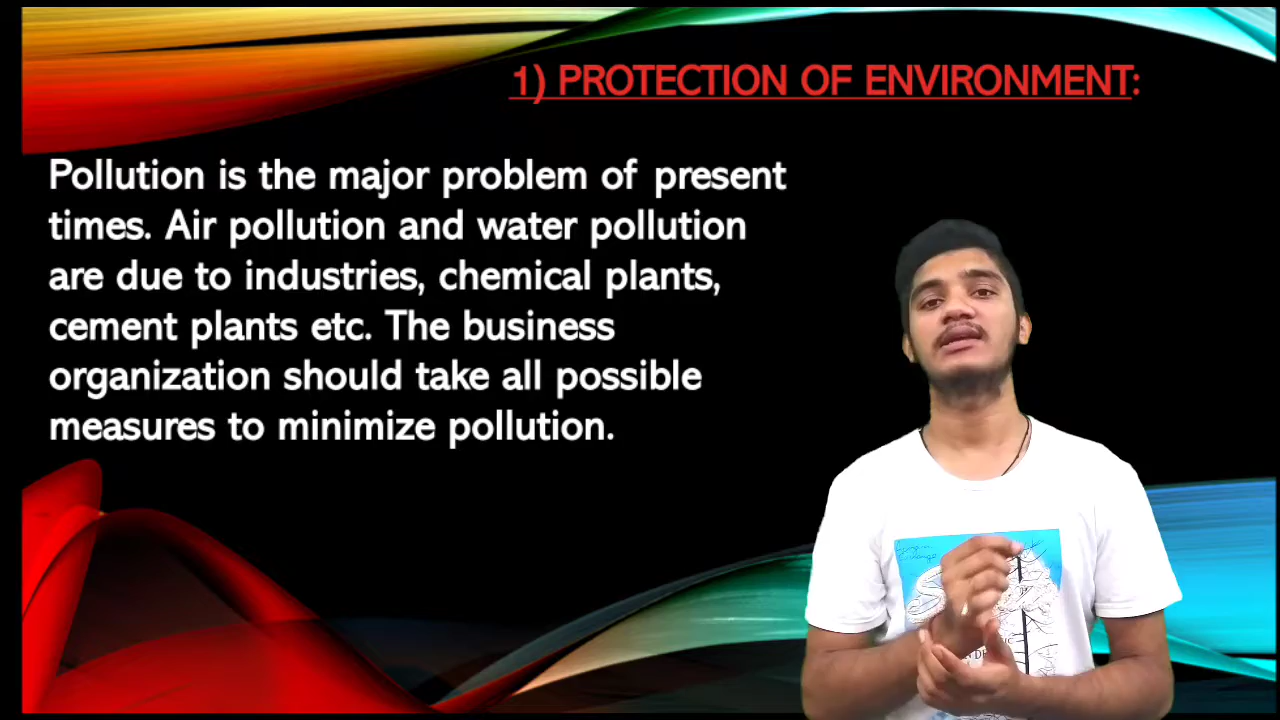 1) PROTECTION OF ENVIRONMENT:
Pollution is the major problem of present
times. Air pollution and water pollution
are due to industries, chemical plants,
cement plants etc. The business
organization should take all possible
measures to minimize pollution.